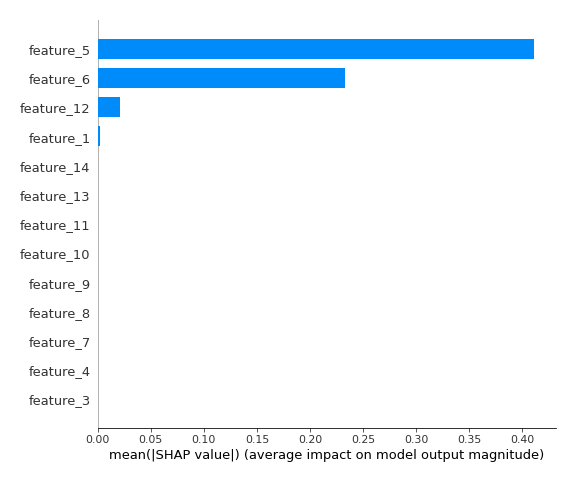 feature_5
feature_6
feature_12
feature_1
feature_14
feature_13
feature_11
feature_10
feature_9
feature_8
feature_7
feature_4
feature_3
0.00 0.05 0.10 0.15 0.20 0.25 0.30 0.35 0.40
mean(|SHAP value|) (average impact on model output magnitude)